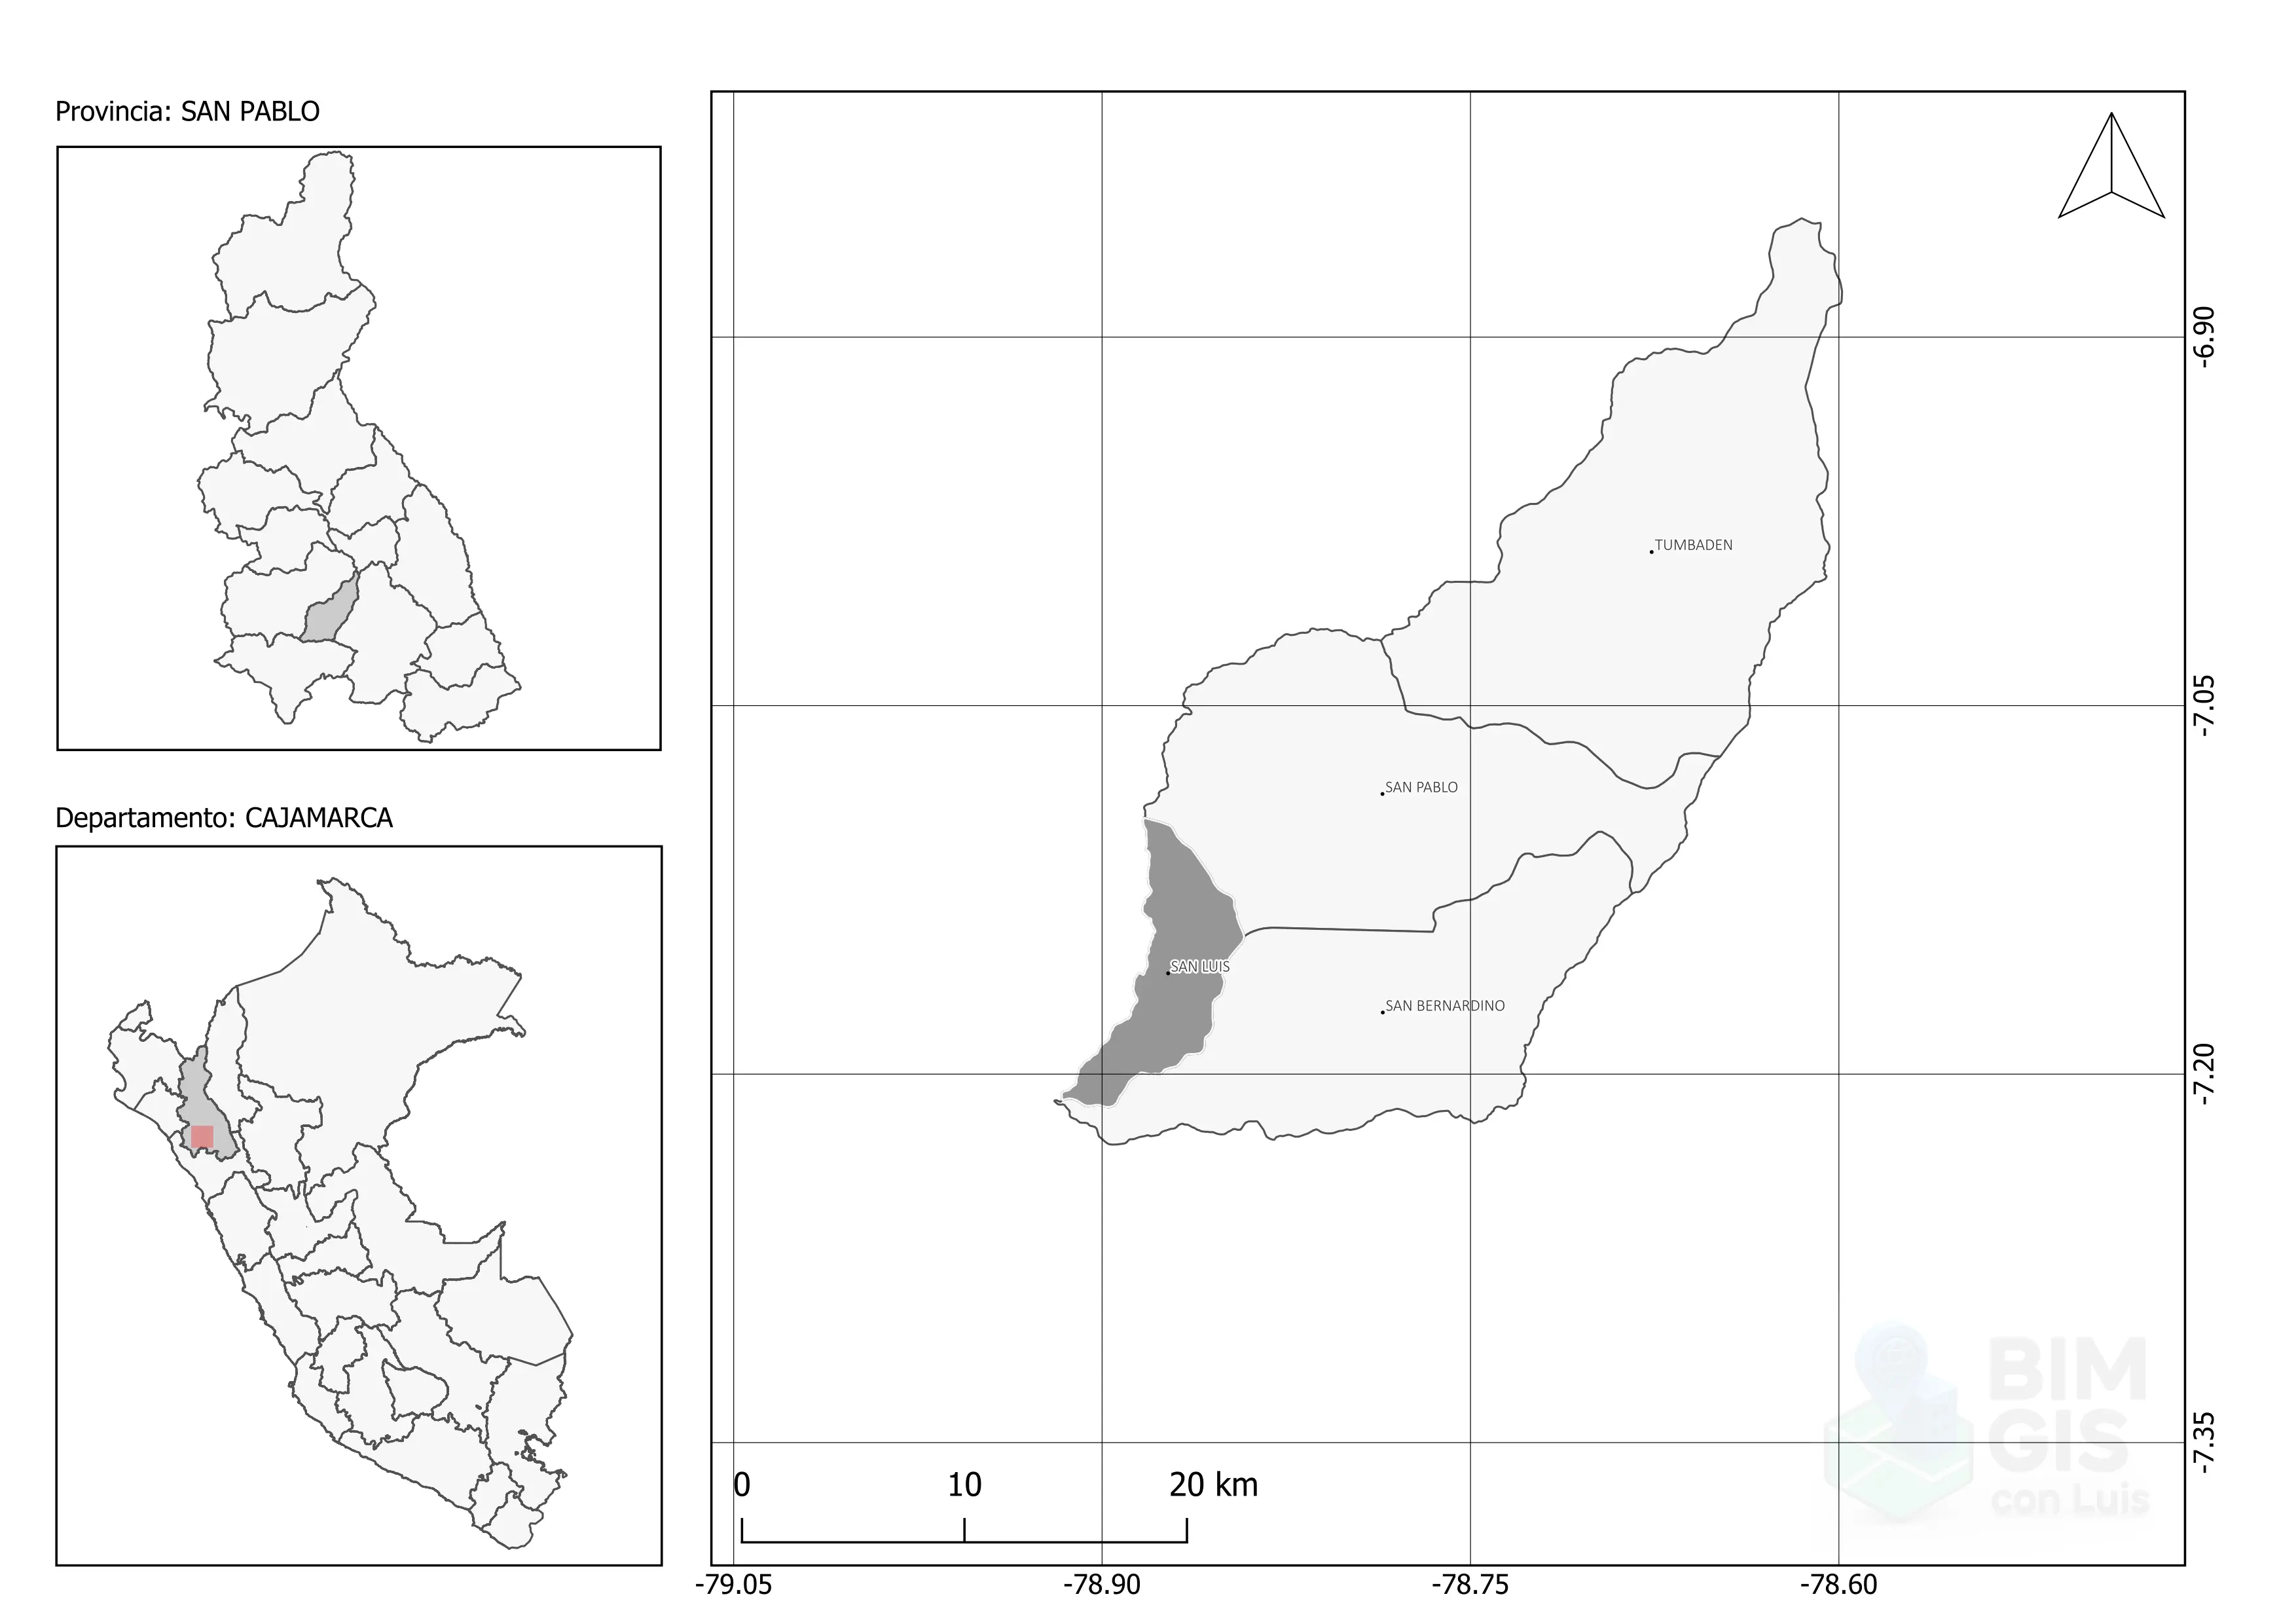 Provincia: SAN PABLO
Departamento: CAJAMARCA
TUMBADEN
SAN PABLO
SAN LUIS
SAN BERNARDINO
-6.90
-7.05
-7.20
-7.35
0 10 20 km
-79.05 -78.90 -78.75 -78.60
BIM
GIS
con Luis